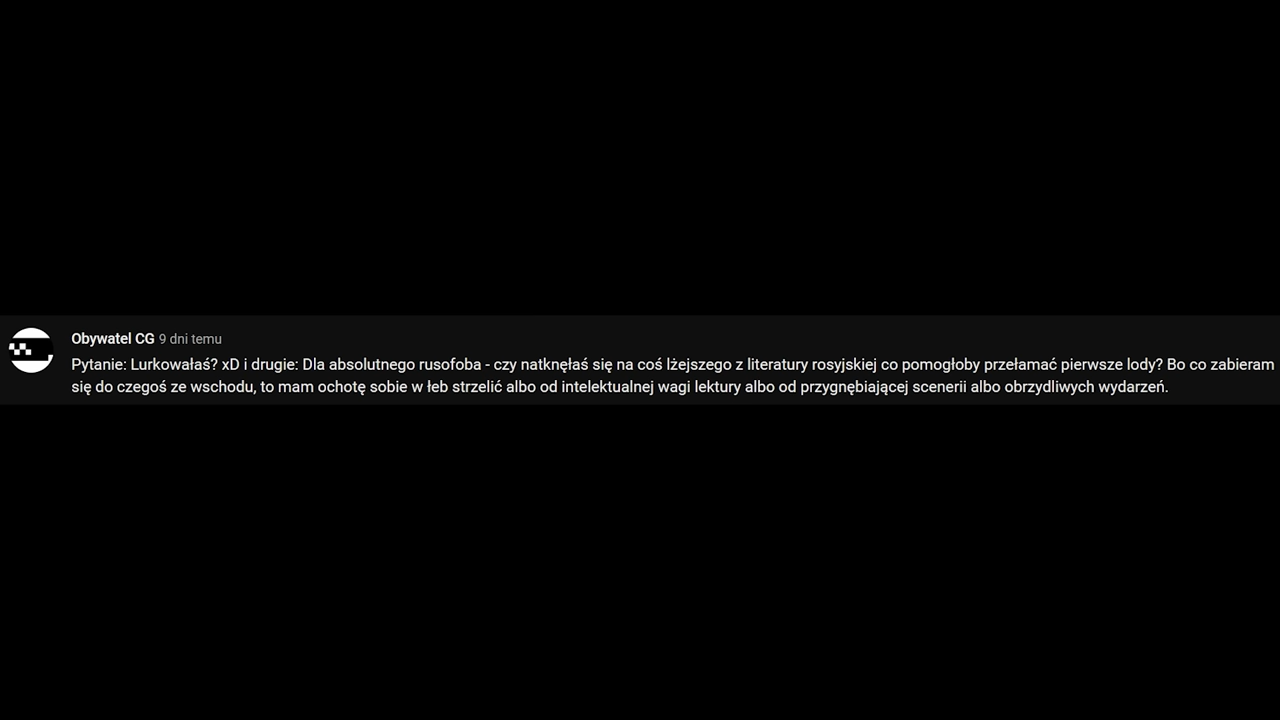 Obywatel CG 9 dni temu
Pytanie: Lurkowałaś? xD i drugie: Dla absolutnego rusofoba - czy natknęłaś się na coś lżejszego z literatury rosyjskiej co pomogłoby przełamać pierwsze lody? Bo co zabieram
się do czegoś ze wschodu, to mam ochotę sobie w łeb strzelić albo od intelektualnej wagi lektury albo od przygnębiającej scenerii albo obrzydliwych wydarzeń.